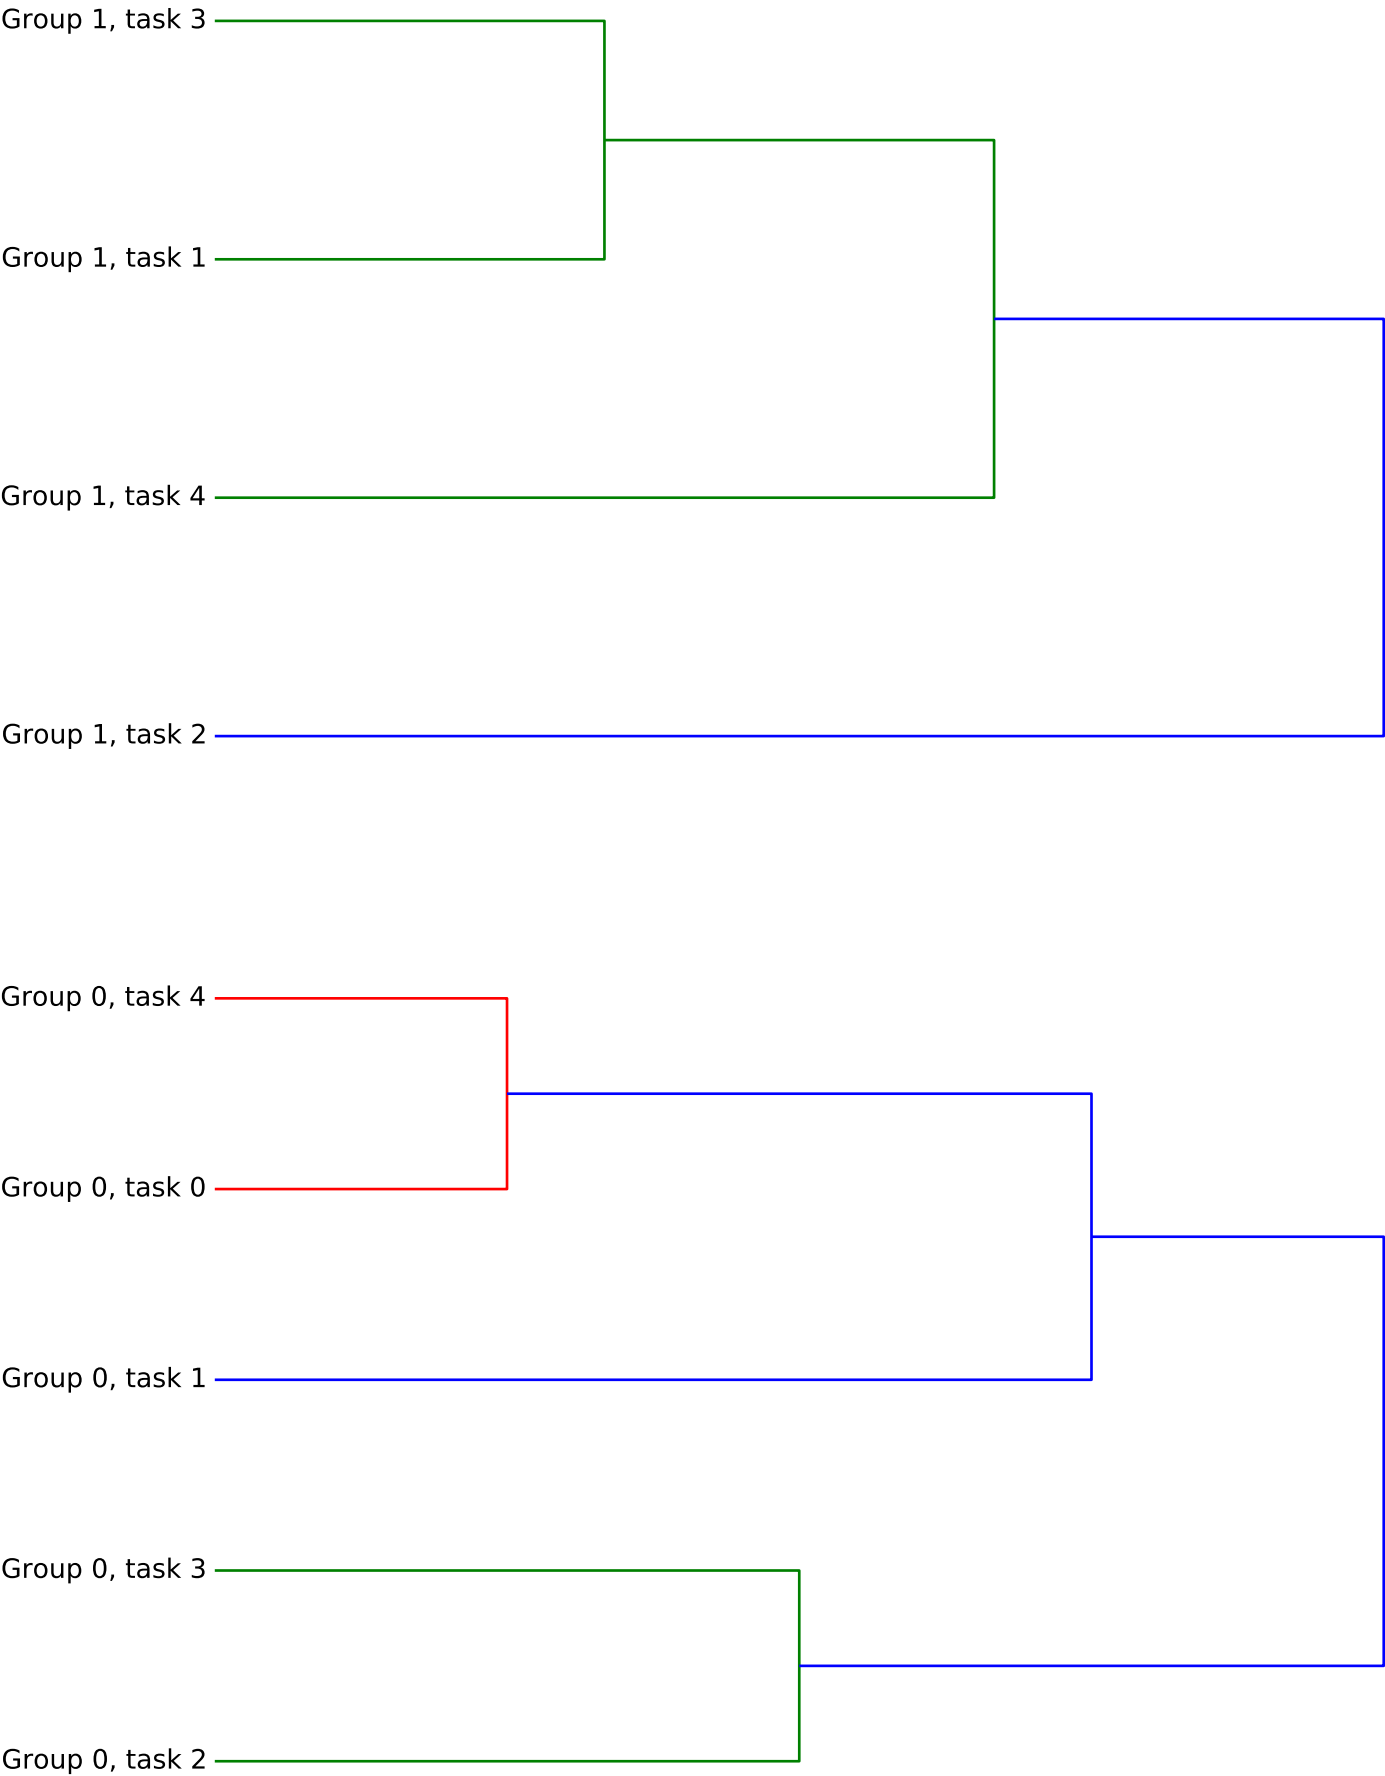 Group 1, task 3
Group 1, task 1
Group 1, task 4
Group 1, task 2
Group 0, task 4
Group 0, task 0
Group 0, task 1
Group 0, task 3
Group 0, task 2